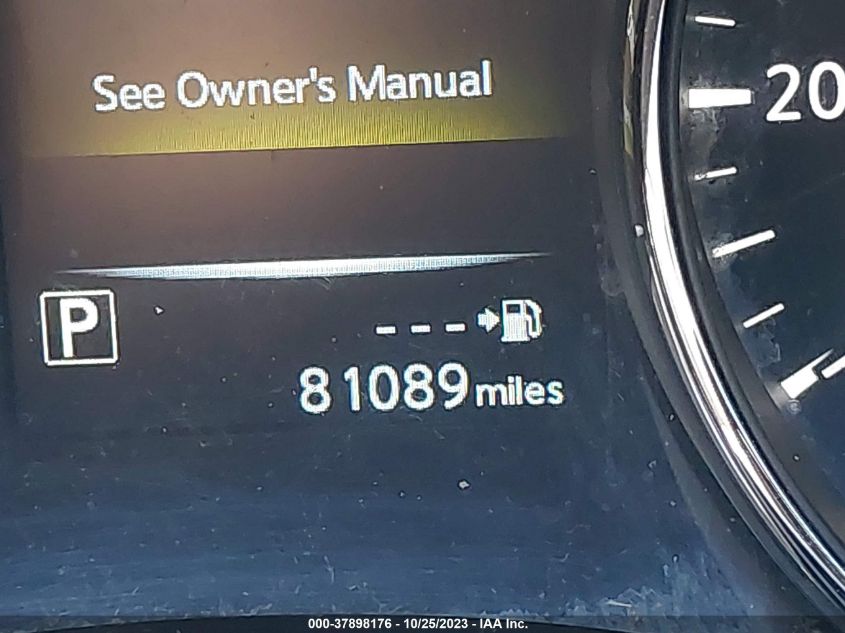 See Owner's Manual
20
P
---
81089 miles
000-37898176 - 10/25/2023 - IAA Inc.